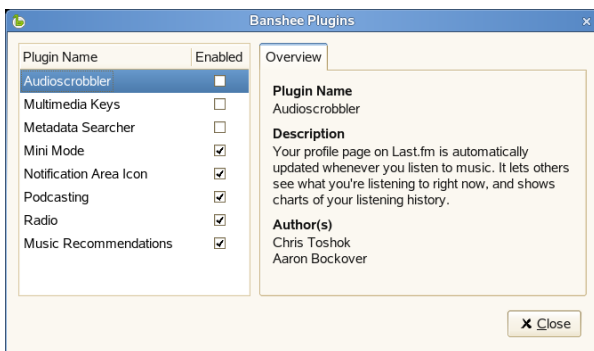 Banshee Plugins
Plugin Name Enabled
Audioscrobbler
Multimedia Keys
Metadata Searcher
Mini Mode
Notification Area Icon
Podcasting
Radio
Music Recommendations
Overview
Plugin Name
Audioscrobbler
Description
Your profile page on Last.fm is automatically
updated whenever you listen to music. It lets others
see what you're listening to right now, and shows
charts of your listening history.
Author(s)
Chris Toshok
Aaron Bockover
Close